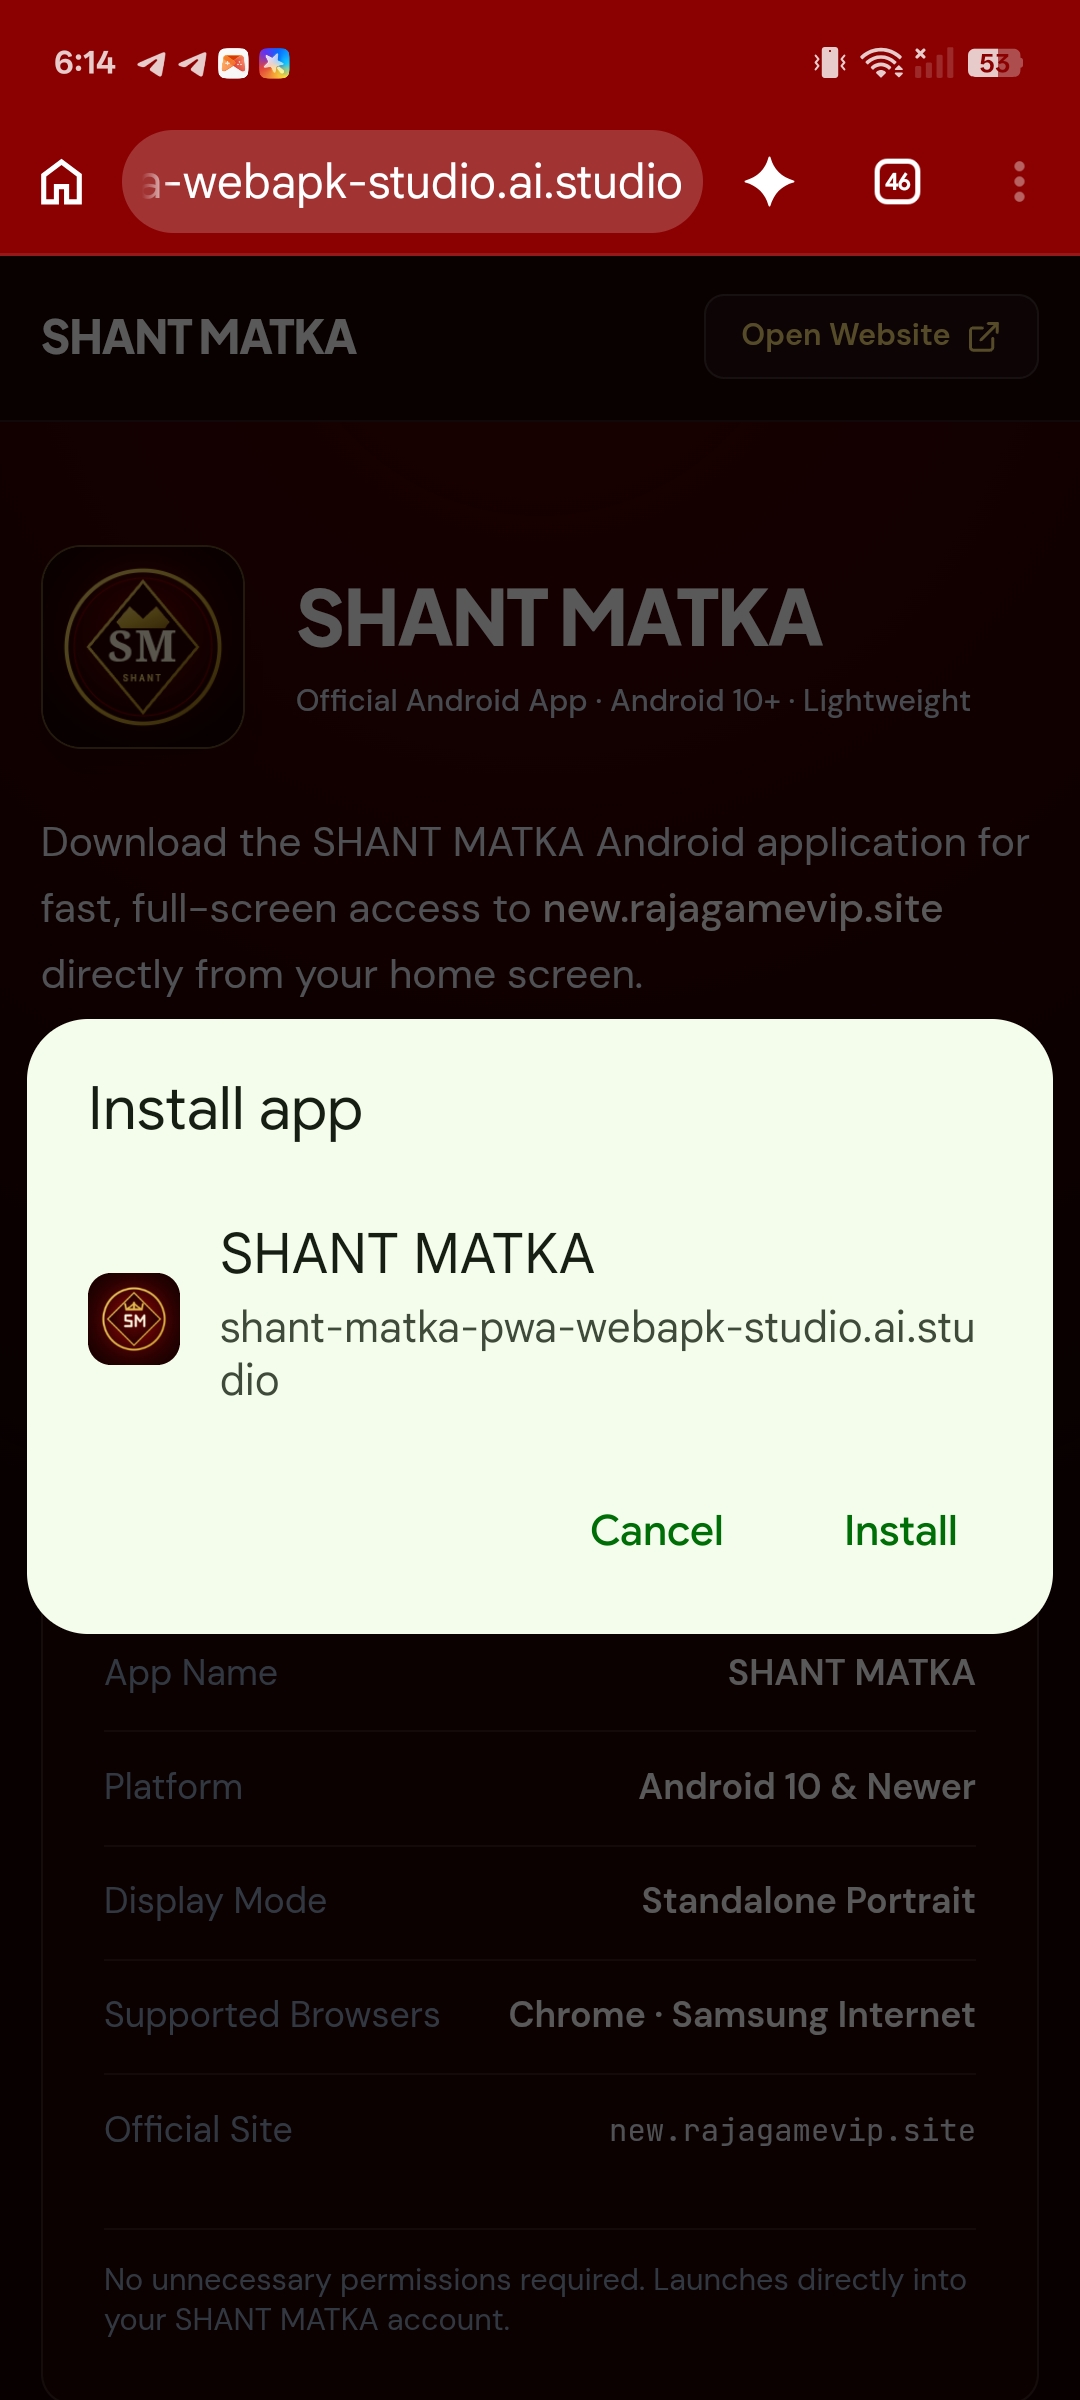 6:14
53
a-webapk-studio.ai.studio
46
SHANT MATKA
Open Website
SM
SHANT
SHANT MATKA
Official Android App · Android 10+ · Lightweight
Download the SHANT MATKA Android application for
fast, full-screen access to new.rajagamevip.site
directly from your home screen.
Install app
SM
SHANT MATKA
shant-matka-pwa-webapk-studio.ai.stu
dio
Cancel
Install
App Name
SHANT MATKA
Platform
Android 10 & Newer
Display Mode
Standalone Portrait
Supported Browsers
Chrome · Samsung Internet
Official Site
new.rajagamevip.site
No unnecessary permissions required. Launches directly into
your SHANT MATKA account.